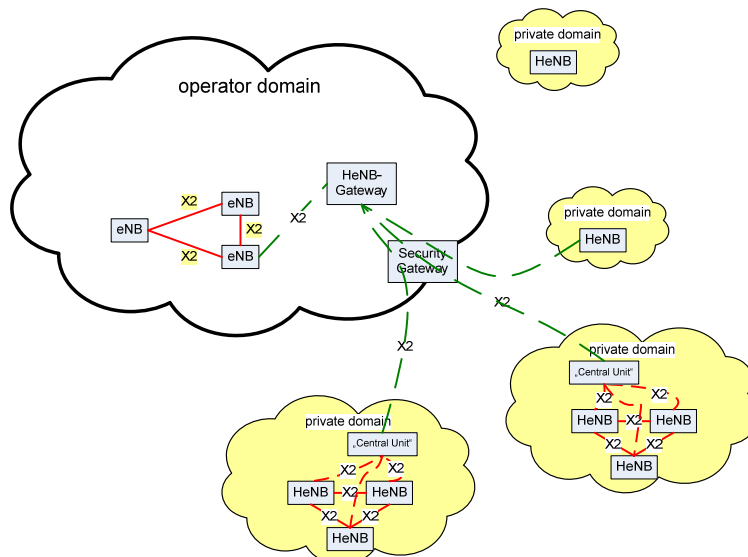 private domain
HeNB
operator domain
HeNB-
Gateway
X2
eNB
X2
eNB
X2
X2
eNB
private domain
HeNB
Security
Gateway
X2
X2
private domain
„Central Unit“
X2
X2
HeNB
X2
HeNB
X2
X2
HeNB
private domain
„Central Unit“
X2
X2
HeNB
X2
HeNB
X2
X2
HeNB